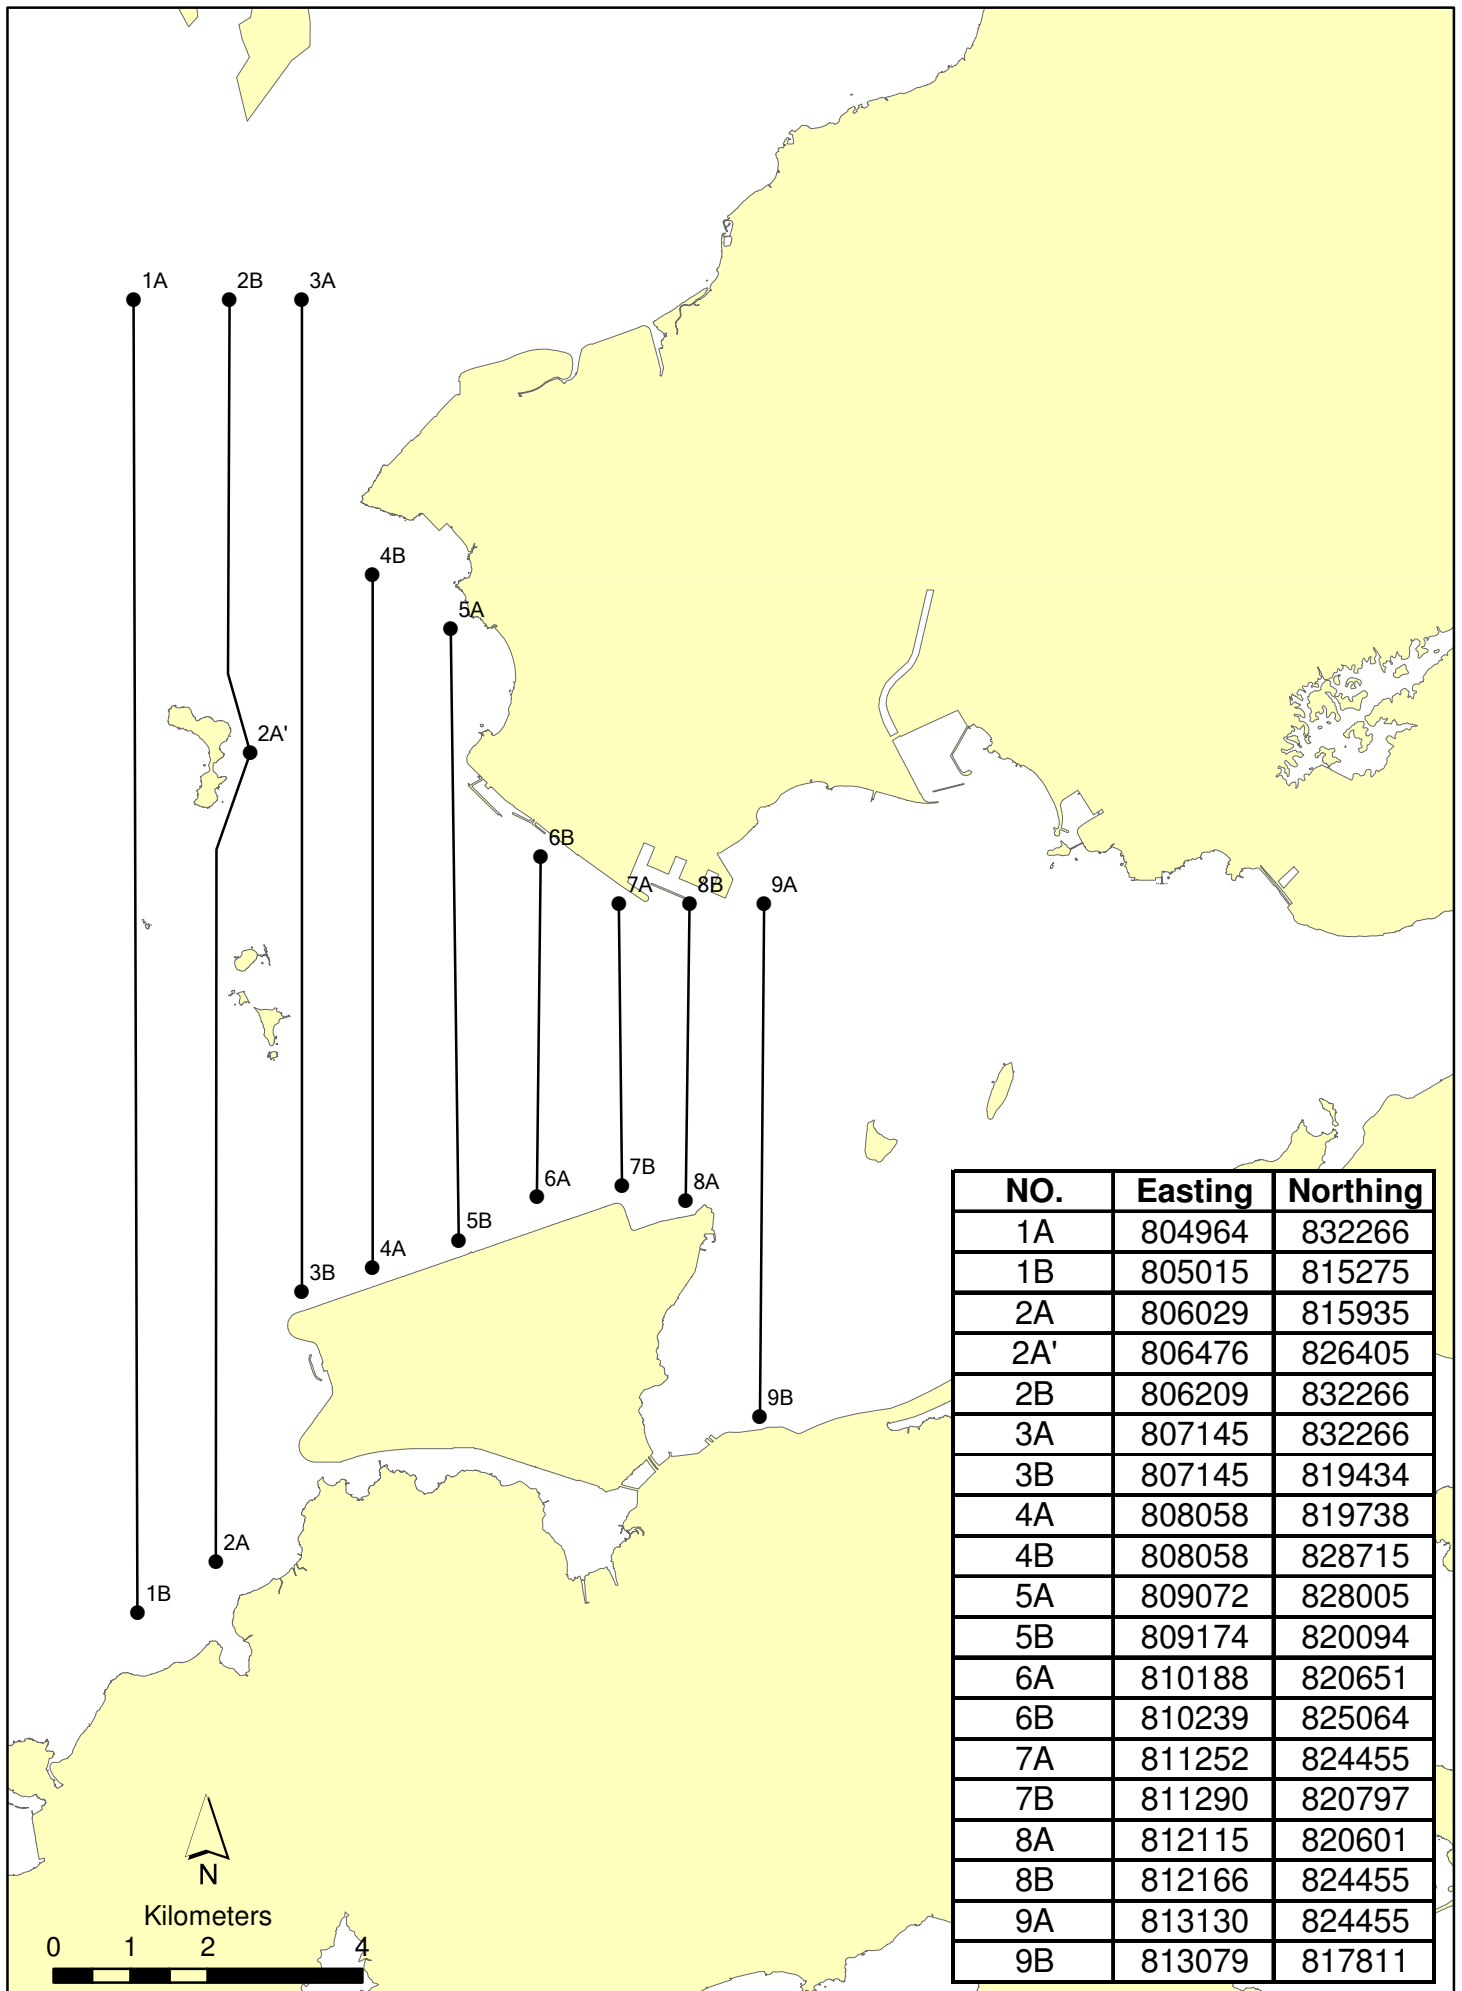 1A
2B
3A
4B
5A
2A'
6B
7A
8B
9A
6A
7B
8A
5B
4A
3B
9B
2A
1B
NO. Easting Northing
1A 804964 832266
1B 805015 815275
2A 806029 815935
2A' 806476 826405
2B 806209 832266
3A 807145 832266
3B 807145 819434
4A 808058 819738
4B 808058 828715
5A 809072 828005
5B 809174 820094
6A 810188 820651
6B 810239 825064
7A 811252 824455
7B 811290 820797
8A 812115 820601
8B 812166 824455
9A 813130 824455
9B 813079 817811
N
Kilometers
0 1 2 4